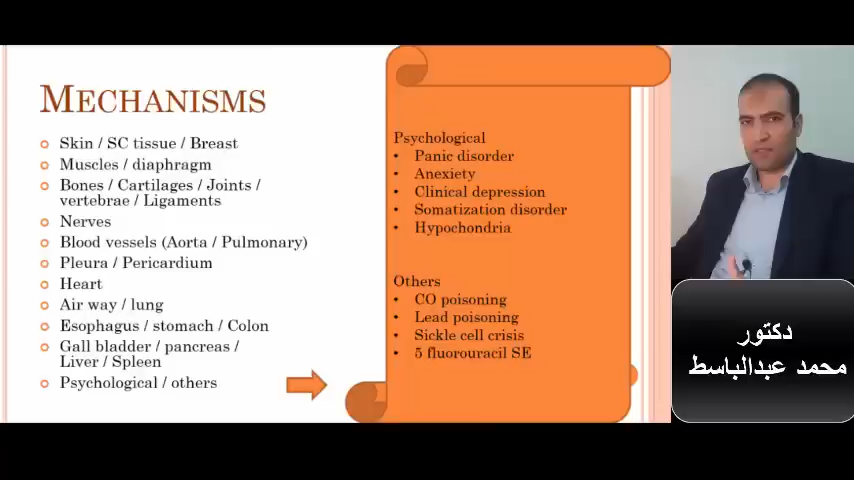 MECHANISMS
Skin / SC tissue / Breast
Muscles / diaphragm
Bones / Cartilages / Joints /
vertebrae / Ligaments
Nerves
Blood vessels (Aorta / Pulmonary)
Pleura / Pericardium
Heart
Air way / lung
Esophagus / stomach / Colon
Gall bladder / pancreas /
Liver / Spleen
Psychological / others
Psychological
• Panic disorder
• Anexiety
• Clinical depression
• Somatization disorder
• Hypochondria
Others
• CO poisoning
• Lead poisoning
• Sickle cell crisis
• 5 fluorouracil SE
دكتور
محمد عبدالباسط